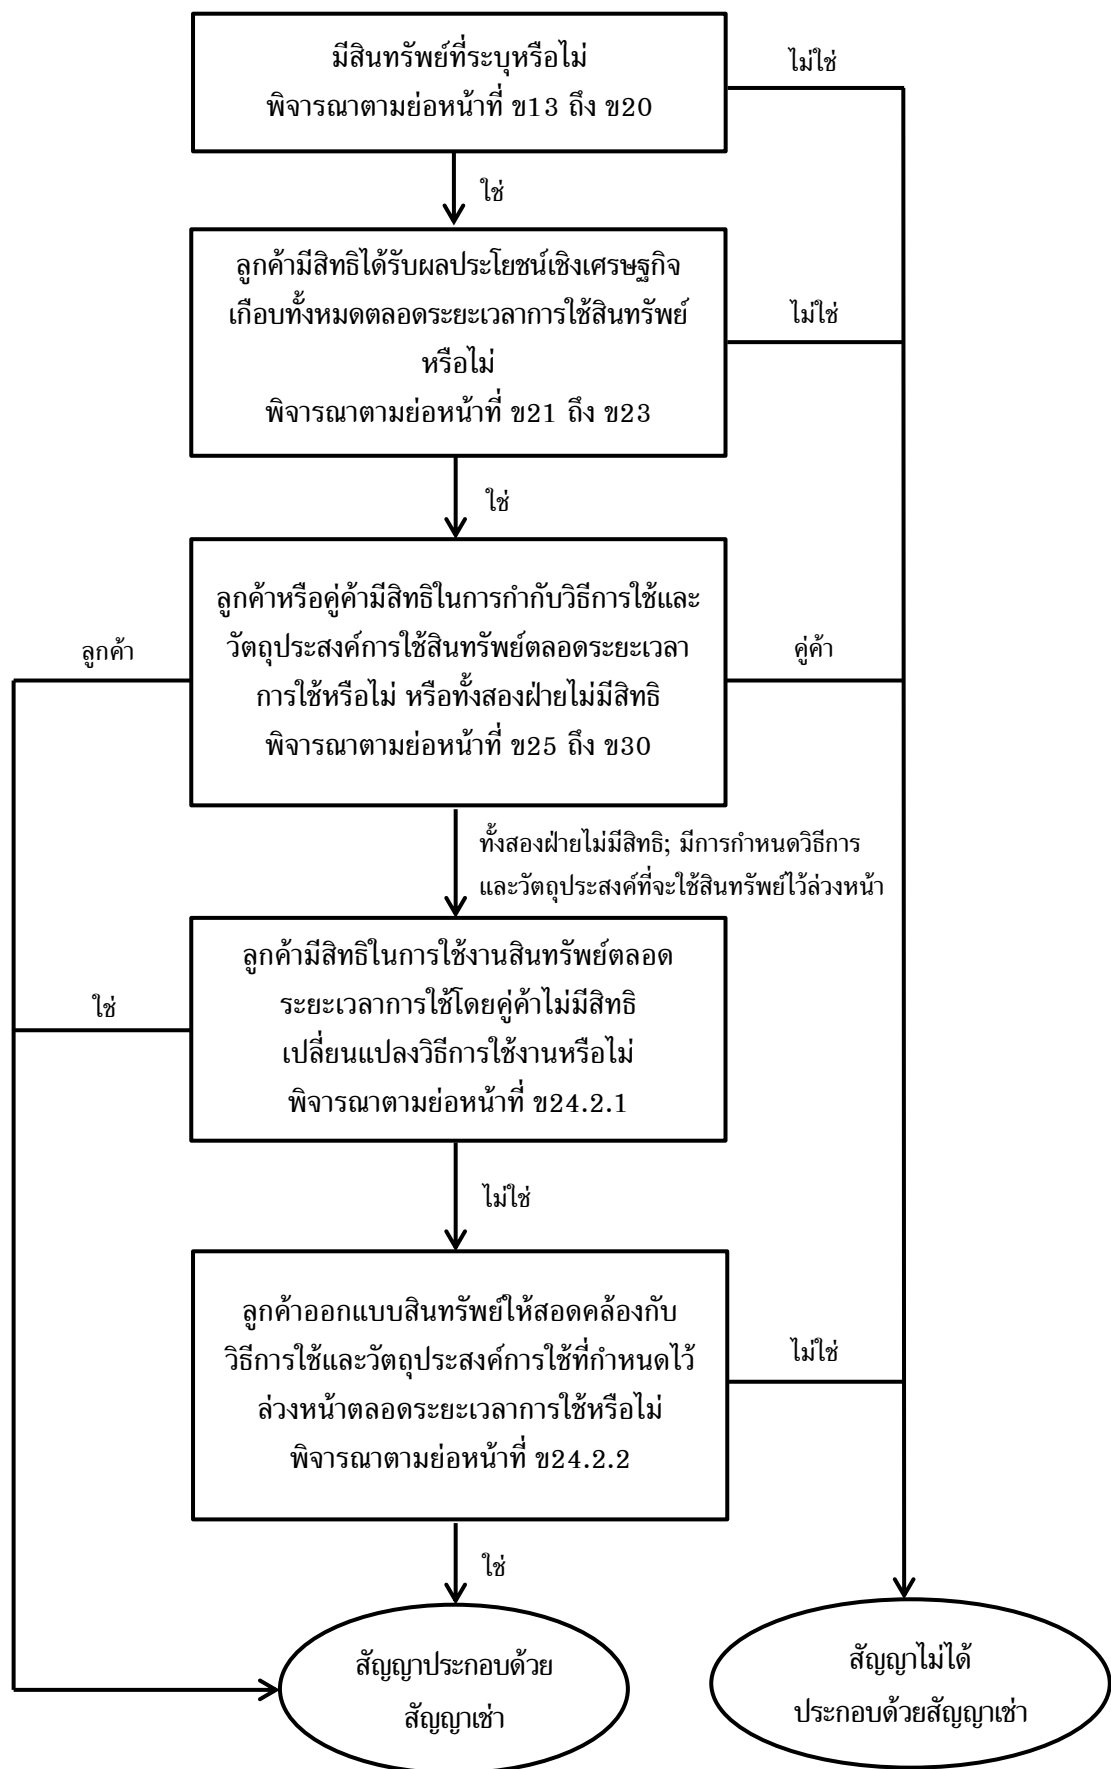 มีสินทรัพย์ที่ระบุหรือไม่
พิจารณาตามย่อหน้าที่ ข13 ถึง ข20
ไม่ใช่
ใช่
ลูกค้ามีสิทธิได้รับผลประโยชน์เชิงเศรษฐกิจ
เกือบทั้งหมดตลอดระยะเวลาการใช้สินทรัพย์
หรือไม่
พิจารณาตามย่อหน้าที่ ข21 ถึง ข23
ไม่ใช่
ใช่
ลูกค้าหรือคู่ค้ามีสิทธิในการกำกับวิธีการใช้และ
วัตถุประสงค์การใช้สินทรัพย์ตลอดระยะเวลา
การใช้หรือไม่ หรือทั้งสองฝ่ายไม่มีสิทธิ
พิจารณาตามย่อหน้าที่ ข25 ถึง ข30
ลูกค้า
คู่ค้า
ทั้งสองฝ่ายไม่มีสิทธิ; มีการกำหนดวิธีการ
และวัตถุประสงค์ที่จะใช้สินทรัพย์ไว้ล่วงหน้า
ลูกค้ามีสิทธิในการใช้งานสินทรัพย์ตลอด
ระยะเวลาการใช้โดยคู่ค้าไม่มีสิทธิ
เปลี่ยนแปลงวิธีการใช้งานหรือไม่
พิจารณาตามย่อหน้าที่ ข24.2.1
ใช่
ไม่ใช่
ลูกค้าออกแบบสินทรัพย์ให้สอดคล้องกับ
วิธีการใช้และวัตถุประสงค์การใช้ที่กำหนดไว้
ล่วงหน้าตลอดระยะเวลาการใช้หรือไม่
พิจารณาตามย่อหน้าที่ ข24.2.2
ไม่ใช่
ใช่
สัญญาประกอบด้วย
สัญญาเช่า
สัญญาไม่ได้
ประกอบด้วยสัญญาเช่า